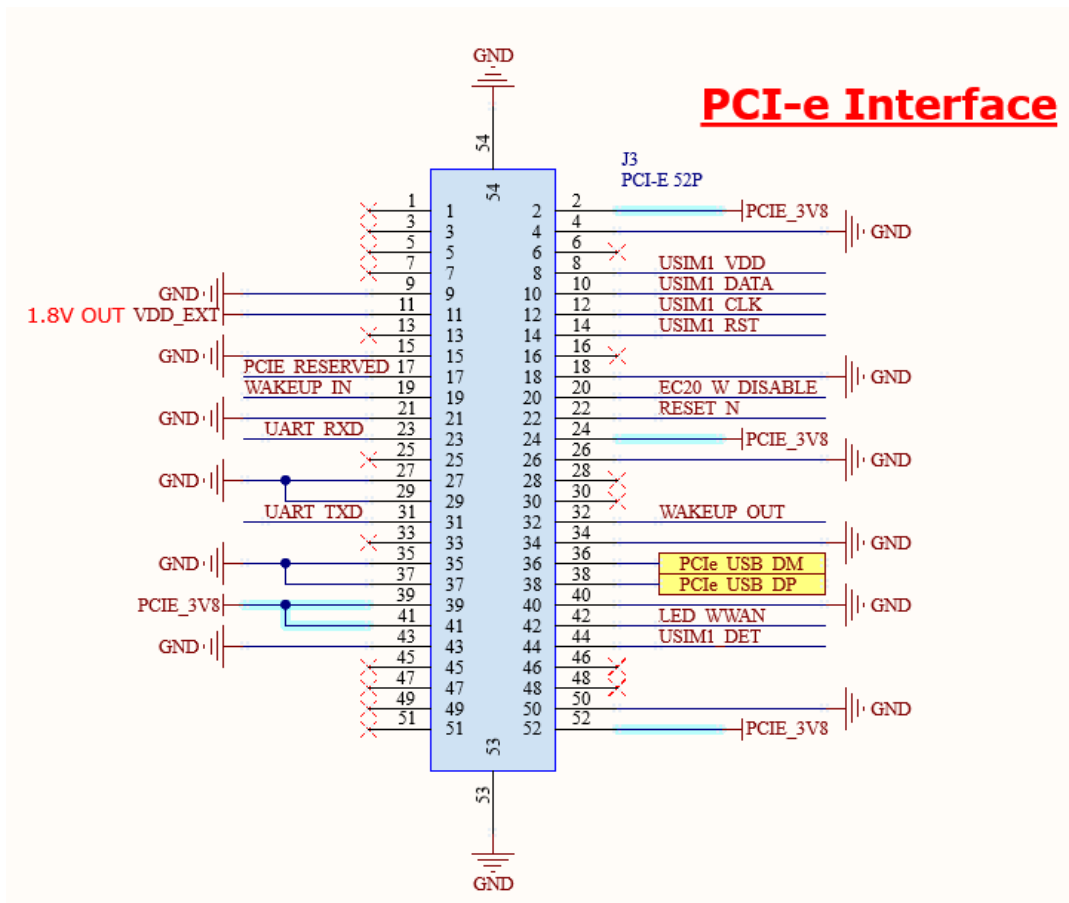 GND
PCI-e Interface
54
J3
PCI-E 52P
54
1 1 2 2 PCIE_3V8
3 3 4 4 GND
5 5 6 6
7 7 8 8 USIM1_VDD
GND 9 9 10 10 USIM1_DATA
1.8V OUT VDD_EXT 11 11 12 12 USIM1_CLK
13 13 14 14 USIM1_RST
GND 15 15 16 16
PCIE_RESERVED 17 17 18 18 GND
WAKEUP_IN 19 19 20 20 EC20_W_DISABLE
GND 21 21 22 22 RESET_N
UART_RXD 23 23 24 24 PCIE_3V8
25 25 26 26 GND
GND 27 27 28 28
29 29 30 30
UART_TXD 31 31 32 32 WAKEUP_OUT
33 33 34 34 GND
GND 35 35 36 36 PCIe_USB_DM
37 37 38 38 PCIe_USB_DP
PCIE_3V8 39 39 40 40 GND
41 41 42 42 LED_WWAN
GND 43 43 44 44 USIM1_DET
45 45 46 46
47 47 48 48
49 49 50 50 GND
51 51 52 52 PCIE_3V8
53
53
GND